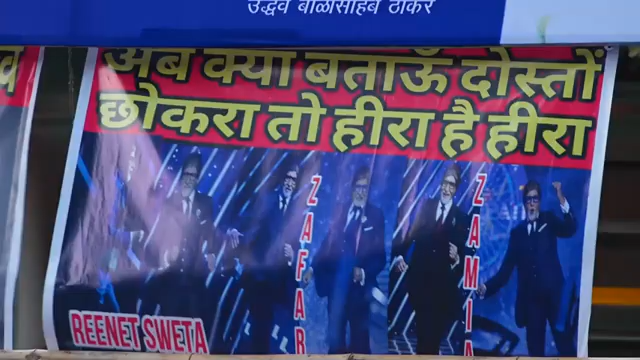 उद्धव बाळासाहेब ठाकरे
अब क्या बताऊँ दोस्तों
छोकरा तो हीरा है हीरा
ZAFAR
ZAMIA
REENET SWETA